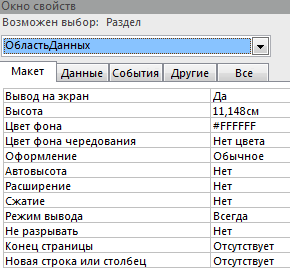 Окно свойств
Возможен выбор: Раздел
ОбластьДанных
Макет Данные События Другие Все
Вывод на экран Да
Высота 11,148см
Цвет фона #FFFFFF
Цвет фона чередования Нет цвета
Оформление Обычное
Автовысота Нет
Расширение Нет
Сжатие Нет
Режим вывода Всегда
Не разрывать Нет
Конец страницы Отсутствует
Новая строка или столбец Отсутствует